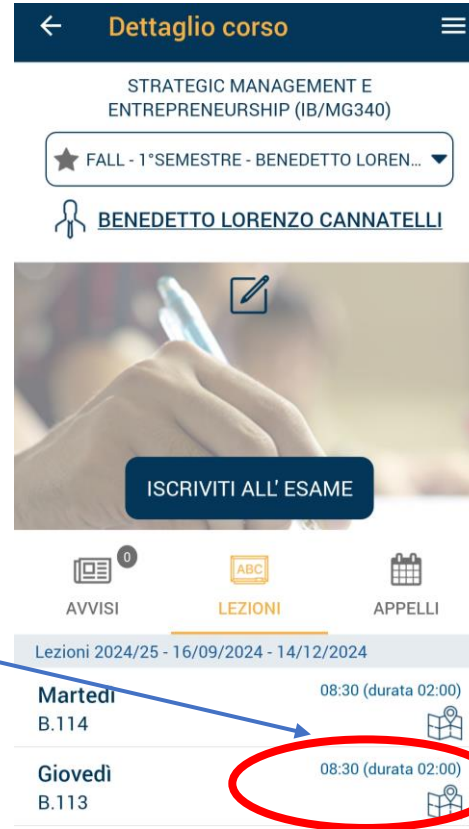 Dettaglio corso
STRATEGIC MANAGEMENT E
ENTREPRENEURSHIP (IB/MG340)
FALL - 1°SEMESTRE - BENEDETTO LOREN...
BENEDETTO LORENZO CANNATELLI
ISCRIVITI ALL' ESAME
0
ABC
AVVISI LEZIONI APPELLI
Lezioni 2024/25 - 16/09/2024 - 14/12/2024
Martedì 08:30 (durata 02:00)
B.114
Giovedì 08:30 (durata 02:00)
B.113